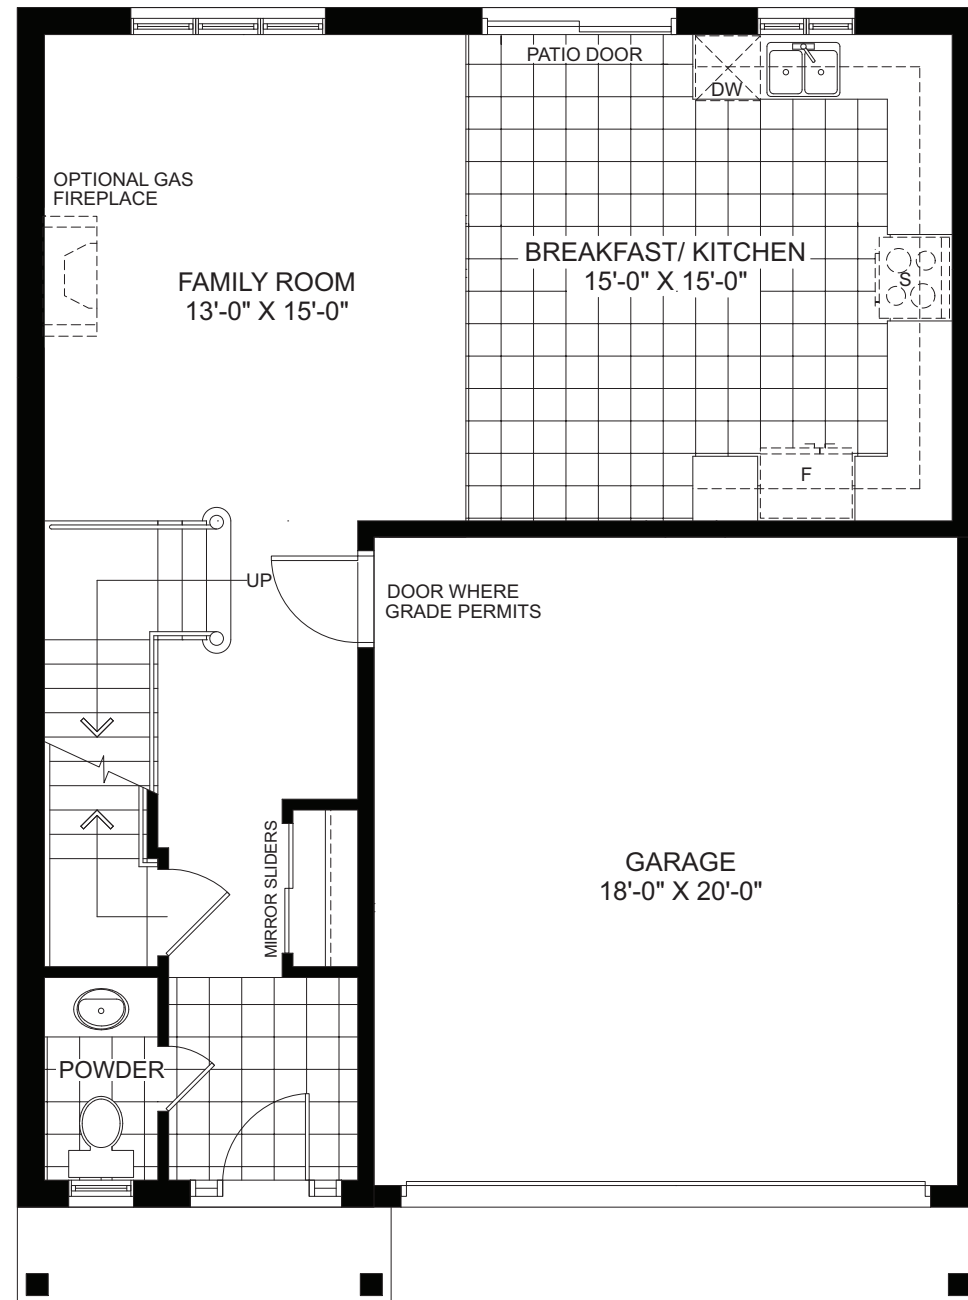 PATIO DOOR
DW
OPTIONAL GAS
FIREPLACE
FAMILY ROOM
13'-0" X 15'-0"
BREAKFAST/ KITCHEN
15'-0" X 15'-0"
S
F
UP
DOOR WHERE
GRADE PERMITS
MIRROR SLIDERS
GARAGE
18'-0" X 20'-0"
POWDER